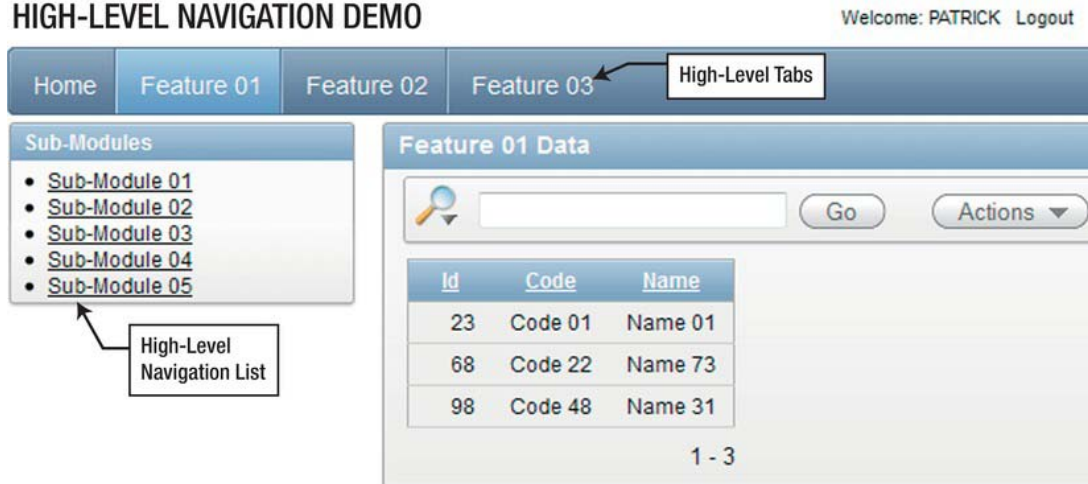 HIGH-LEVEL NAVIGATION DEMO
Welcome: PATRICK Logout
Home Feature 01 Feature 02 Feature 03
High-Level Tabs
Sub-Modules
Sub-Module 01
Sub-Module 02
Sub-Module 03
Sub-Module 04
Sub-Module 05
High-Level
Navigation List
Feature 01 Data
Go Actions
Id Code Name
23 Code 01 Name 01
68 Code 22 Name 73
98 Code 48 Name 31
1 - 3